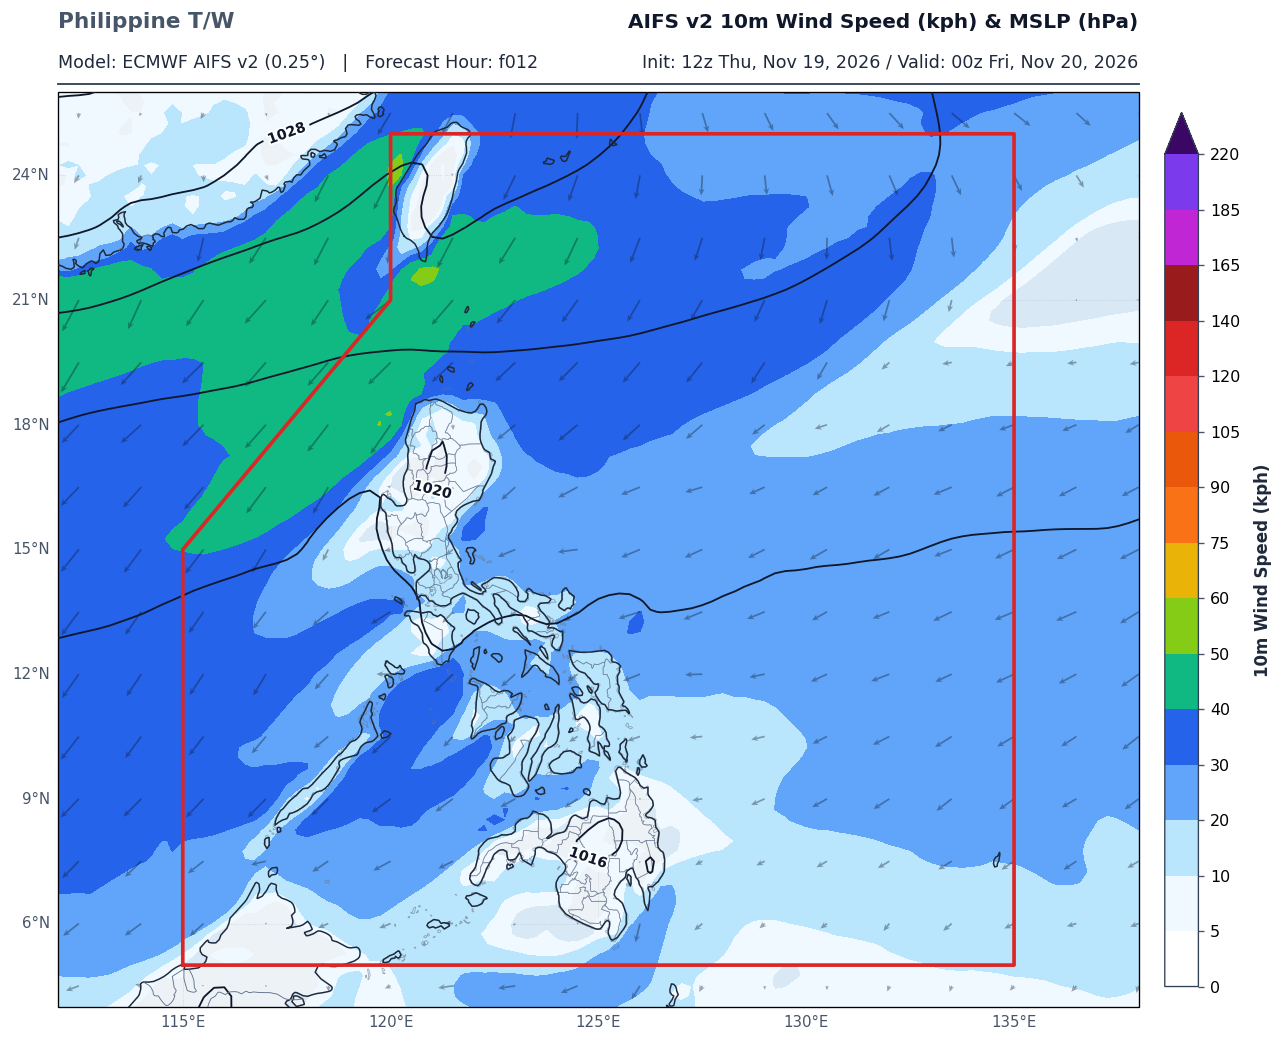 Philippine T/W
AIFS v2 10m Wind Speed (kph) & MSLP (hPa)
Model: ECMWF AIFS v2 (0.25°) | Forecast Hour: f012
Init: 12z Thu, Nov 19, 2026 / Valid: 00z Fri, Nov 20, 2026
1028
1020
1016
24°N
21°N
18°N
15°N
12°N
9°N
6°N
115°E
120°E
125°E
130°E
135°E
220
185
165
140
120
105
90
75
60
50
40
30
20
10
5
0
10m Wind Speed (kph)